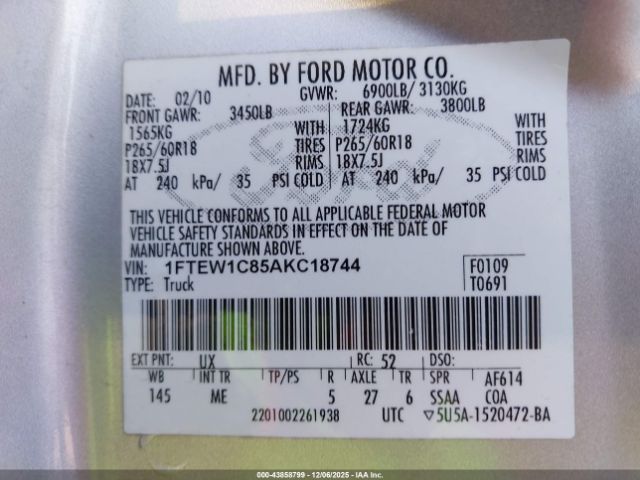 MFD. BY FORD MOTOR CO.
DATE: 02/10 GVWR: 6900LB/ 3130KG
FRONT GAWR: 3450LB REAR GAWR: 3800LB
1565KG WITH 1724KG WITH
P265/60R18 TIRES P265/60R18 TIRES
18X7.5J RIMS 18X7.5J RIMS
AT 240 kPa/ 35 PSI COLD AT 240 kPa/ 35 PSI COLD
THIS VEHICLE CONFORMS TO ALL APPLICABLE FEDERAL MOTOR
VEHICLE SAFETY STANDARDS IN EFFECT ON THE DATE OF
MANUFACTURE SHOWN ABOVE.
VIN: 1FTEW1C85AKC18744 F0109
TYPE: Truck T0691
EXT PNT: UX RC: 52 DSO:
WB INT TR TP/PS R AXLE TR SPR AF614
145 ME 5 27 6 SSAA COA
2201002261938 UTC ▽5U5A-1520472-BA
000-43858799 • 12/06/2025 • IAA Inc.